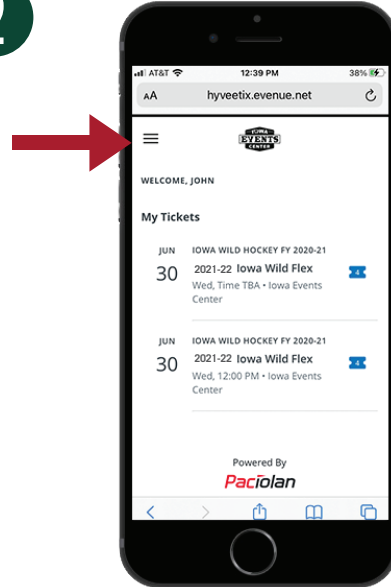 2
AT&T 12:39 PM 38%
AA hyveetix.evenue.net
IOWA
EVENTS
CENTER
WELCOME, JOHN
My Tickets
JUN IOWA WILD HOCKEY FY 2020-21
30 2021-22 Iowa Wild Flex 4
Wed, Time TBA • Iowa Events
Center
JUN IOWA WILD HOCKEY FY 2020-21
30 2021-22 Iowa Wild Flex 4
Wed, 12:00 PM • Iowa Events
Center
Powered By
Paciolan